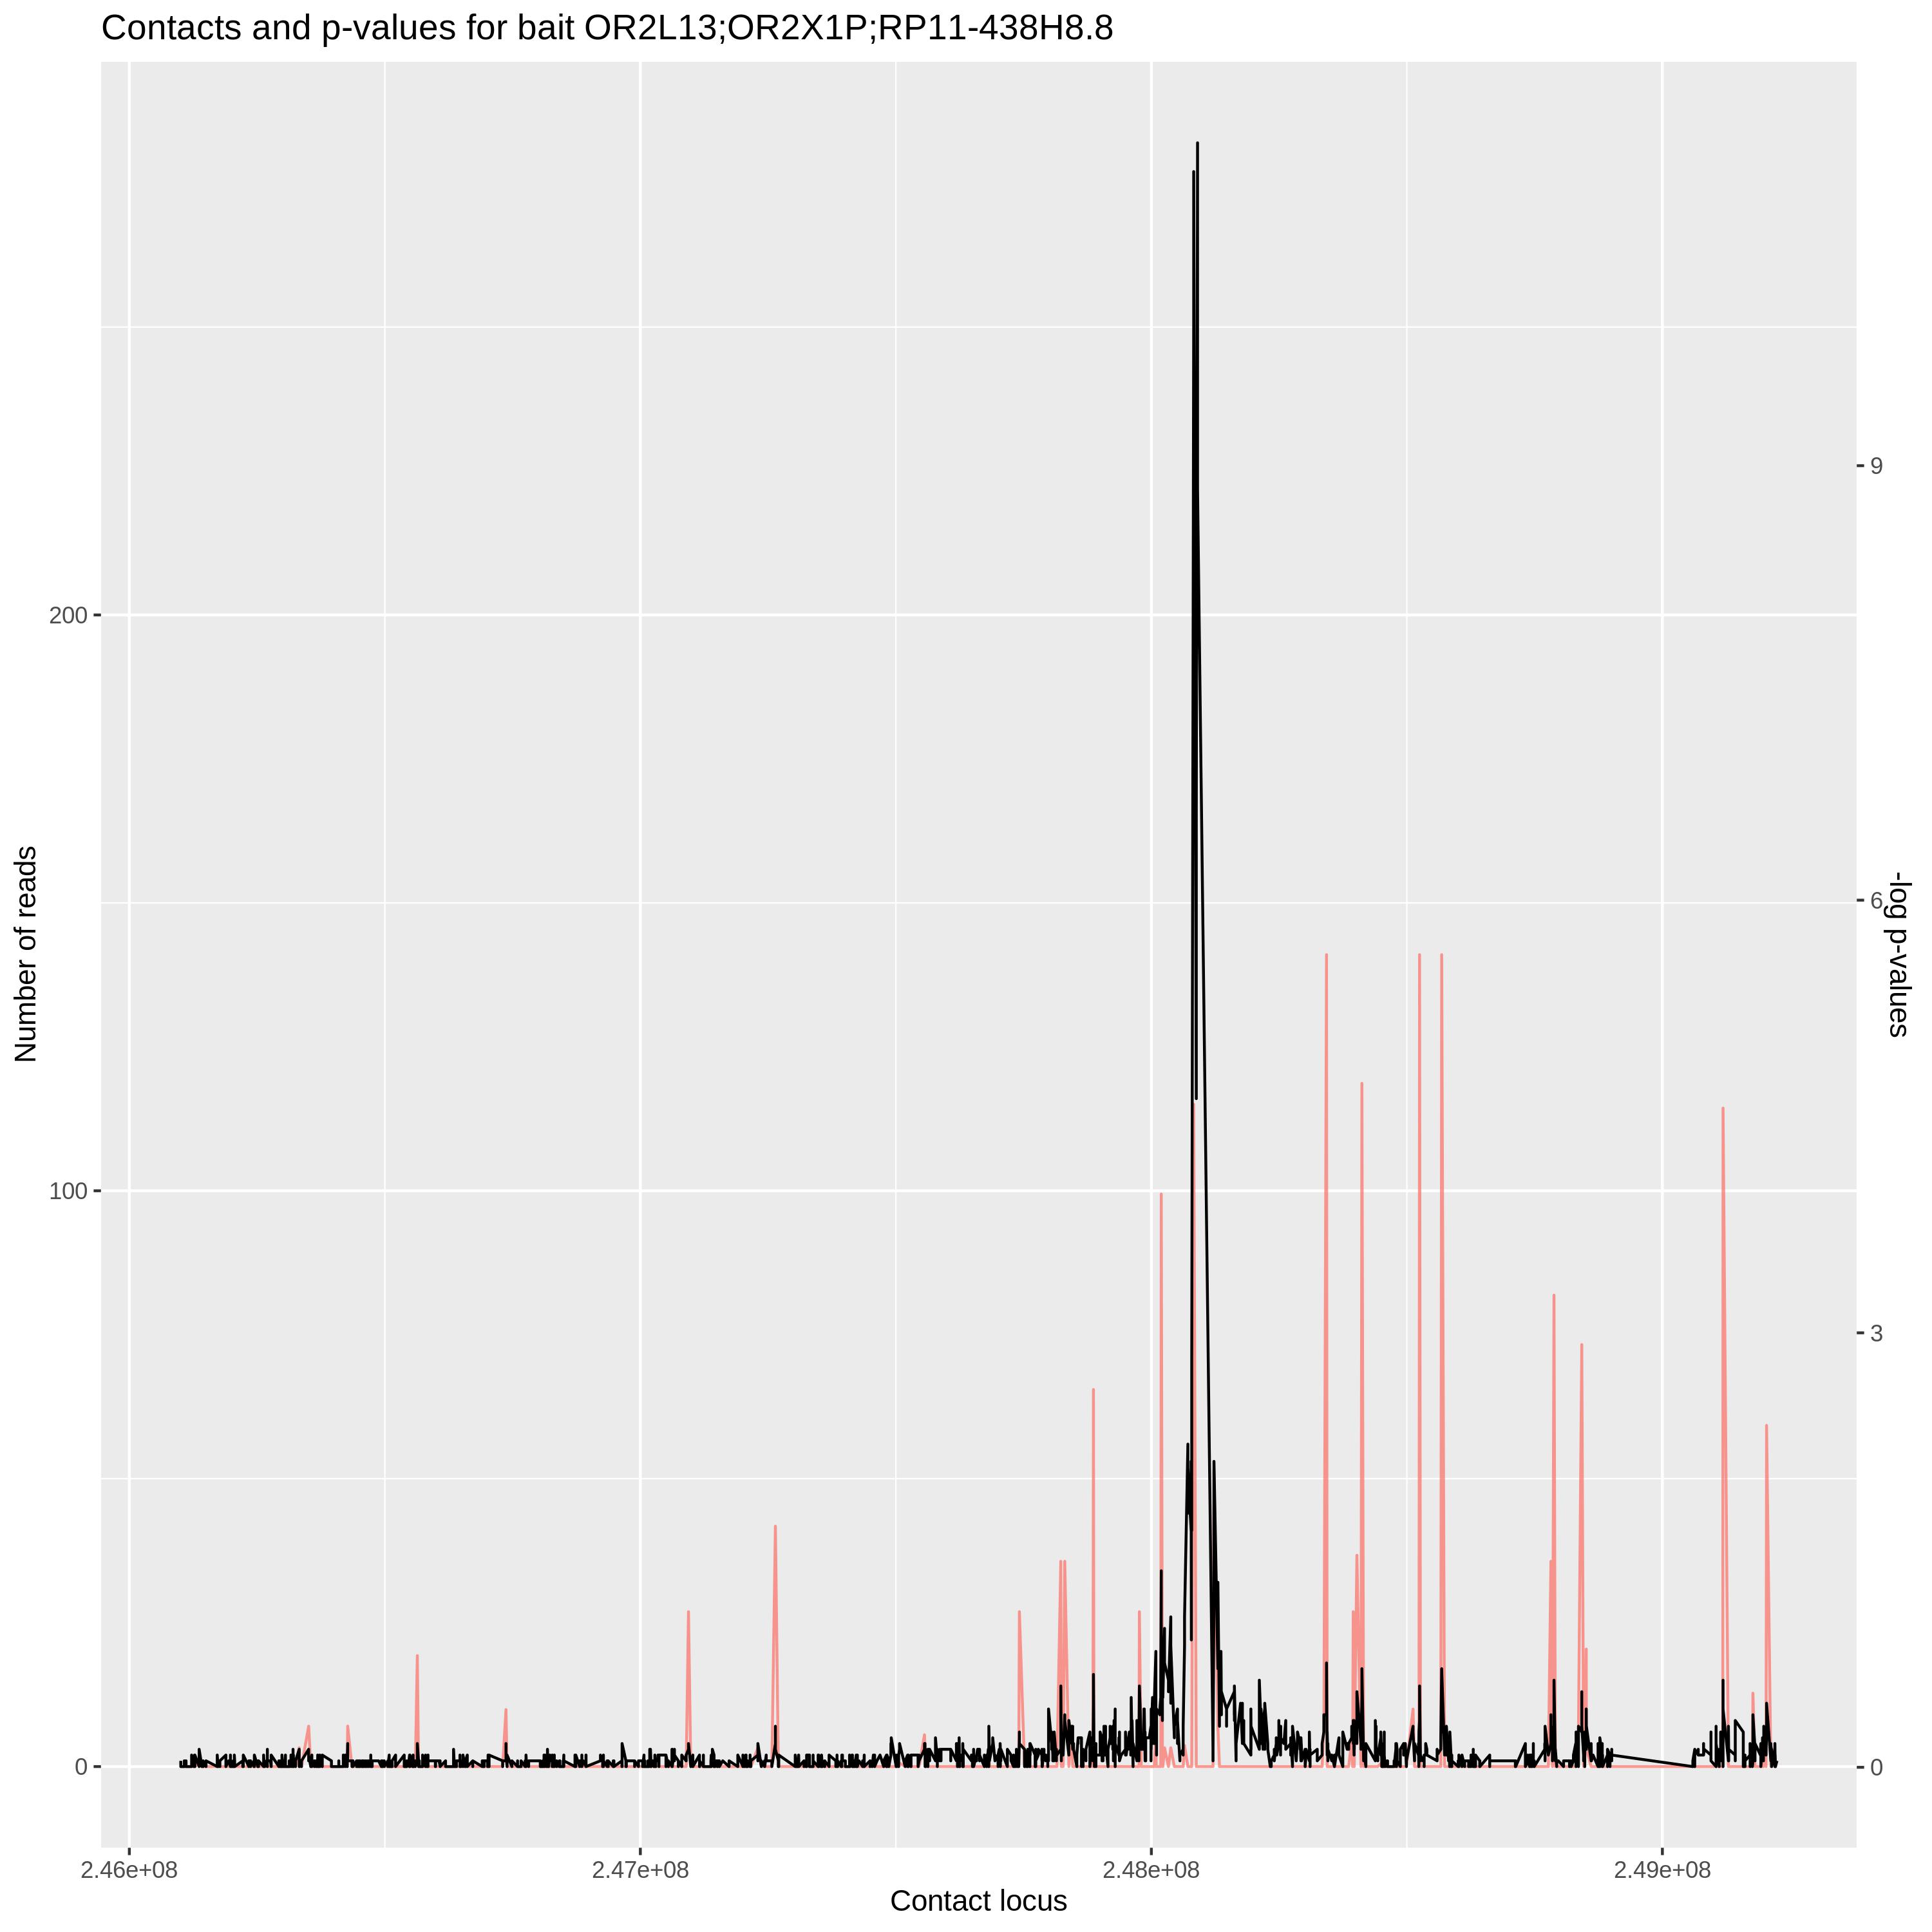 Contacts and p-values for bait OR2L13;OR2X1P;RP11-438H8.8
Number of reads
200
100
0
9
6
3
0
-log p-values
2.46e+08
2.47e+08
2.48e+08
2.49e+08
Contact locus